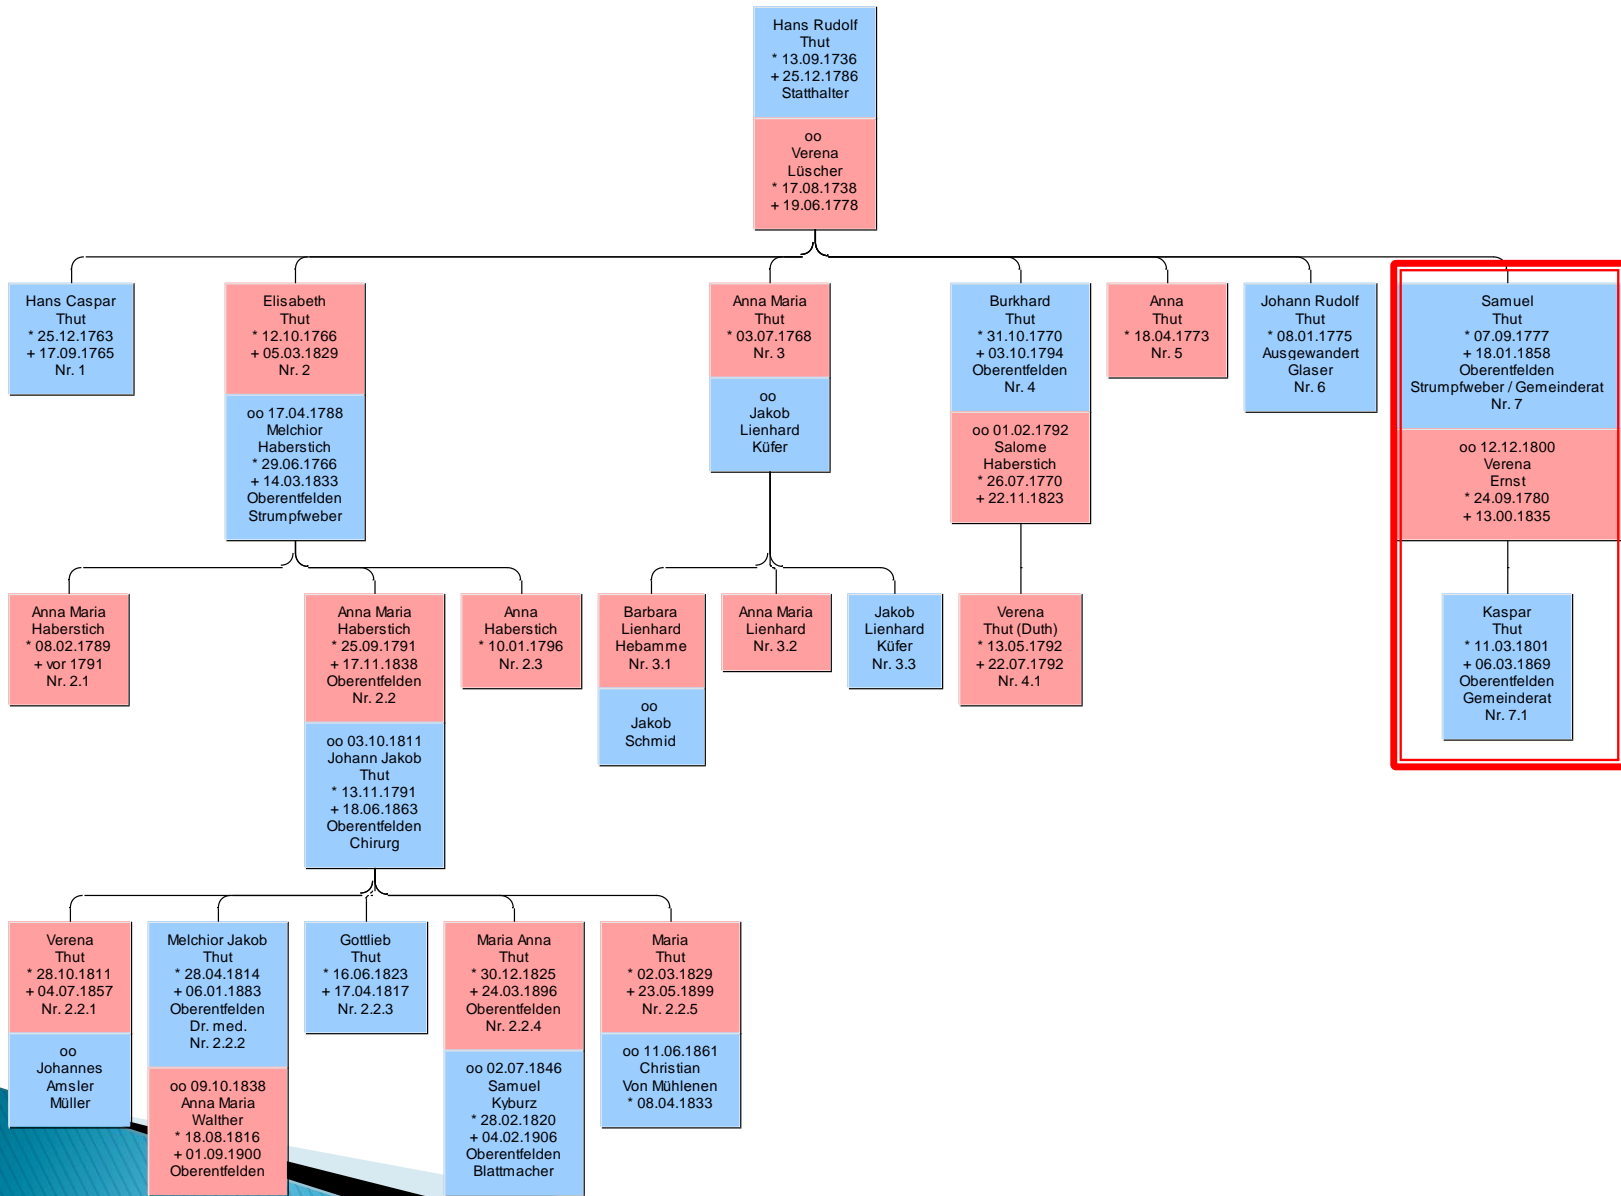 Hans Rudolf
Thut
* 13.09.1736
+ 25.12.1786
Statthalter
oo
Verena
Lüscher
* 17.08.1738
+ 19.06.1778
Hans Caspar
Thut
* 25.12.1763
+ 17.09.1765
Nr. 1
Elisabeth
Thut
* 12.10.1766
+ 05.03.1829
Nr. 2
oo 17.04.1788
Melchior
Haberstich
* 29.06.1766
+ 14.03.1833
Oberentfelden
Strumpfweber
Anna Maria
Thut
* 03.07.1768
Nr. 3
oo
Jakob
Lienhard
Küfer
Burkhard
Thut
* 31.10.1770
+ 03.10.1794
Oberentfelden
Nr. 4
oo 01.02.1792
Salome
Haberstich
* 26.07.1770
+ 22.11.1823
Anna
Thut
* 18.04.1773
Nr. 5
Johann Rudolf
Thut
* 08.01.1775
Ausgewandert
Glaser
Nr. 6
Samuel
Thut
* 07.09.1777
+ 18.01.1858
Oberentfelden
Strumpfweber / Gemeinderat
Nr. 7
oo 12.12.1800
Verena
Ernst
* 24.09.1780
+ 13.00.1835
Anna Maria
Haberstich
* 08.02.1789
+ vor 1791
Nr. 2.1
Anna Maria
Haberstich
* 25.09.1791
+ 17.11.1838
Oberentfelden
Nr. 2.2
oo 03.10.1811
Johann Jakob
Thut
* 13.11.1791
+ 18.06.1863
Oberentfelden
Chirurg
Anna
Haberstich
* 10.01.1796
Nr. 2.3
Barbara
Lienhard
Hebamme
Nr. 3.1
oo
Jakob
Schmid
Anna Maria
Lienhard
Nr. 3.2
Jakob
Lienhard
Küfer
Nr. 3.3
Verena
Thut (Duth)
* 13.05.1792
+ 22.07.1792
Nr. 4.1
Kaspar
Thut
* 11.03.1801
+ 06.03.1869
Oberentfelden
Gemeinderat
Nr. 7.1
Verena
Thut
* 28.10.1811
+ 04.07.1857
Nr. 2.2.1
oo
Johannes
Amsler
Müller
Melchior Jakob
Thut
* 28.04.1814
+ 06.01.1883
Oberentfelden
Dr. med.
Nr. 2.2.2
oo 09.10.1838
Anna Maria
Walther
* 18.08.1816
+ 01.09.1900
Oberentfelden
Gottlieb
Thut
* 16.06.1823
+ 17.04.1817
Nr. 2.2.3
Maria Anna
Thut
* 30.12.1825
+ 24.03.1896
Oberentfelden
Nr. 2.2.4
oo 02.07.1846
Samuel
Kyburz
* 28.02.1820
+ 04.02.1906
Oberentfelden
Blattmacher
Maria
Thut
* 02.03.1829
+ 23.05.1899
Nr. 2.2.5
oo 11.06.1861
Christian
Von Mühlenen
* 08.04.1833